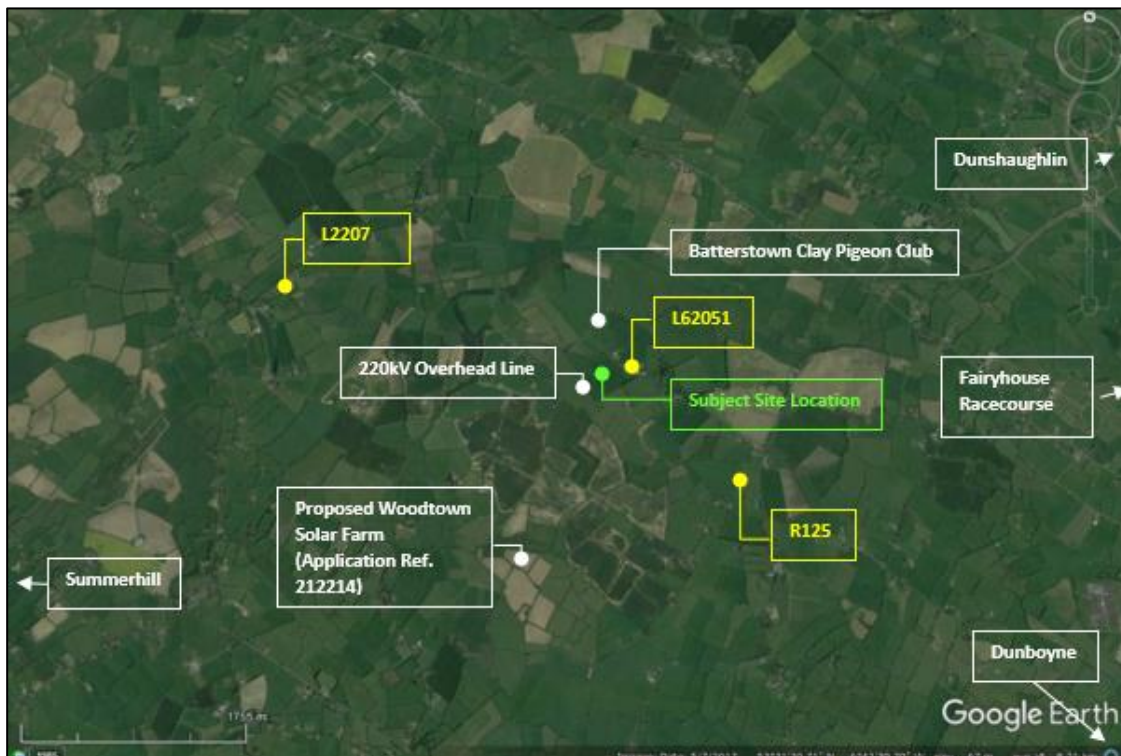 Dunshaughlin
L2207
Batterstown Clay Pigeon Club
L62051
220kV Overhead Line
Subject Site Location
Fairyhouse
Racecourse
Proposed Woodtown
Solar Farm
(Application Ref.
212214)
R125
Summerhill
Dunboyne
Google Earth
1985